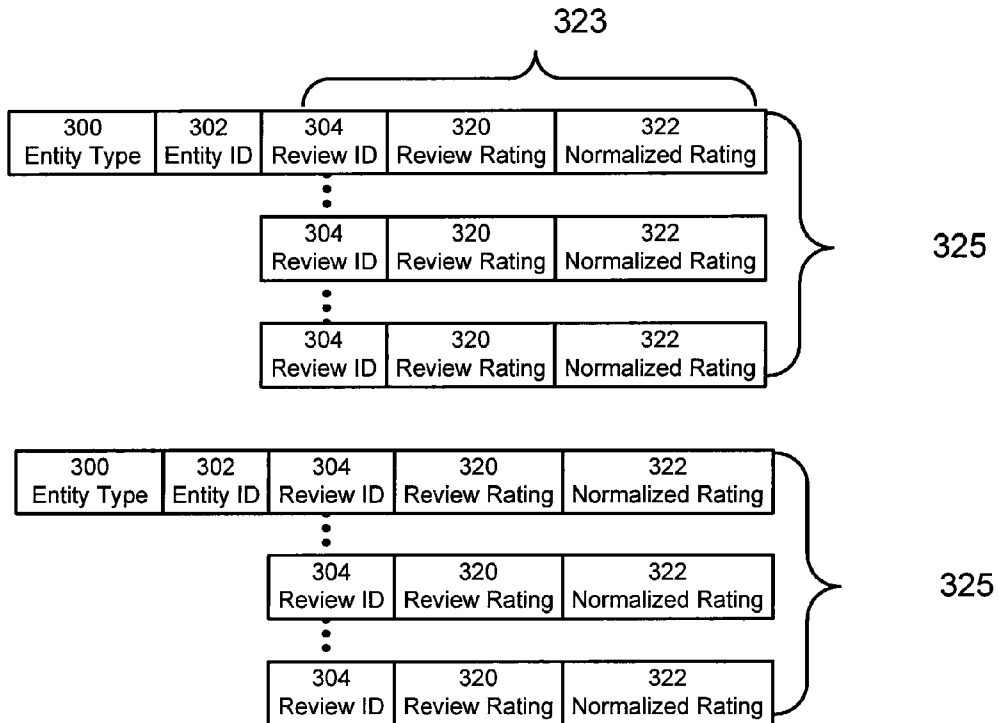 323
300 302 304 320 322
Entity Type Entity ID Review ID Review Rating Normalized Rating
304 320 322
Review ID Review Rating Normalized Rating
325
304 320 322
Review ID Review Rating Normalized Rating
300 302 304 320 322
Entity Type Entity ID Review ID Review Rating Normalized Rating
304 320 322
Review ID Review Rating Normalized Rating
325
304 320 322
Review ID Review Rating Normalized Rating